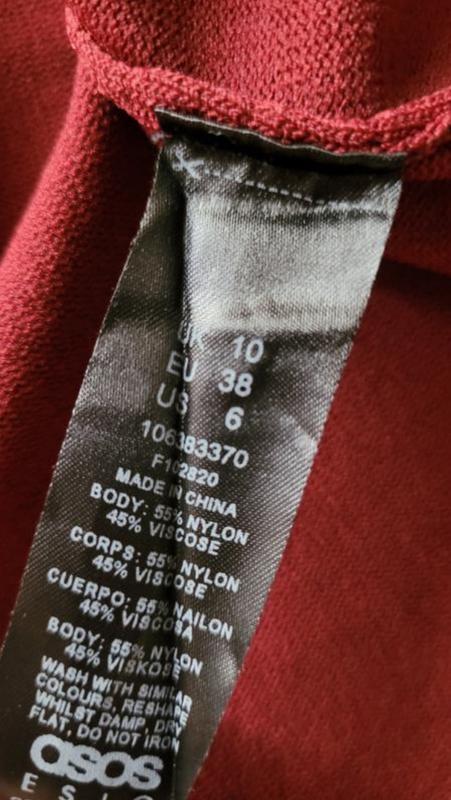 UK 10
EU 38
US 6
106383370
F102820
MADE IN CHINA
BODY: 55% NYLON
45% VISCOSE
CORPS: 55% NYLON
45% VISCOSE
CUERPO: 55% NAILON
45% VISCOSA
BODY: 55% NYLON
45% VISKOSE
WASH WITH SIMILAR
COLOURS, RESHAPE
WHILST DAMP, DRY
FLAT, DO NOT IRON
asos